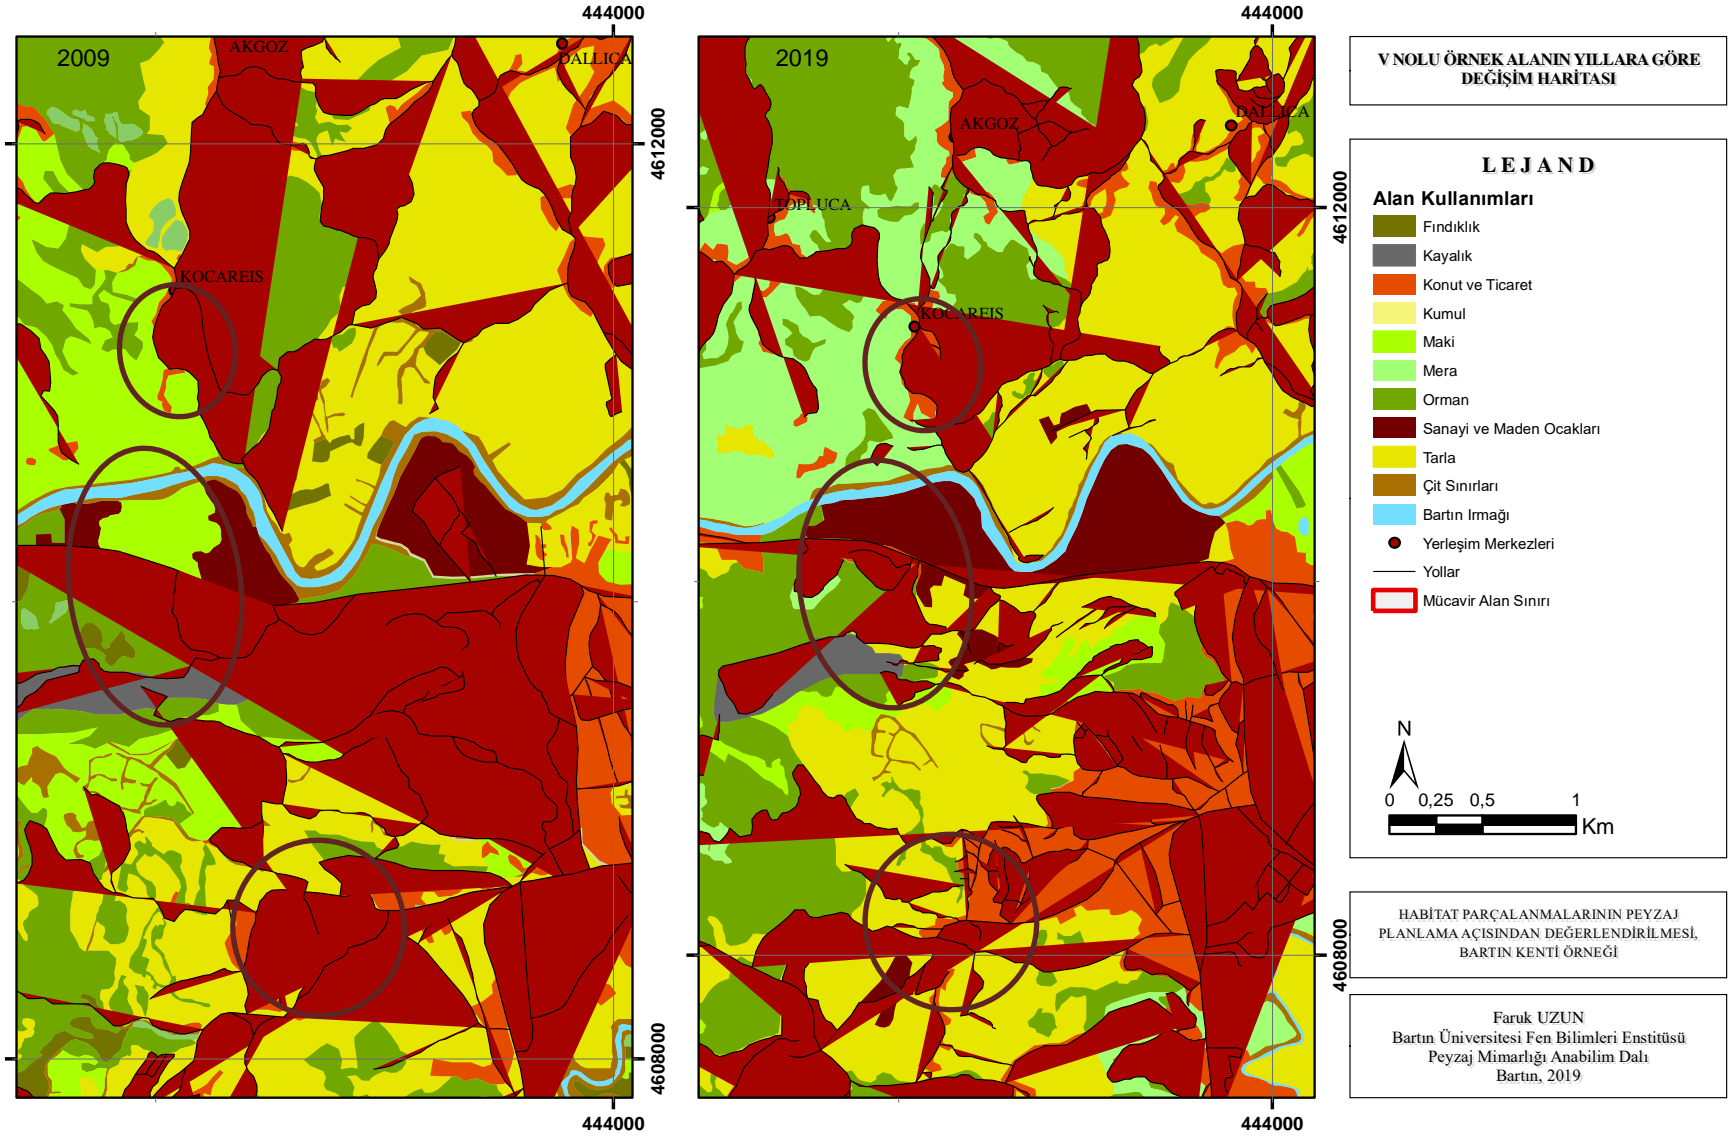 444000
444000
2009
AKGOZ
DALLICA
4612000
KOCAREIS
4608000
444000
2019
AKGOZ
DALLICA
TOPLUCA
KOCAREIS
4612000
4608000
444000
V NOLU ÖRNEK ALANIN YILLARA GÖRE
DEĞİŞİM HARİTASI
LEJAND
Alan Kullanımları
Fındıklık
Kayalık
Konut ve Ticaret
Kumul
Maki
Mera
Orman
Sanayi ve Maden Ocakları
Tarla
Çit Sınırları
Bartın Irmağı
Yerleşim Merkezleri
Yollar
Mücavir Alan Sınırı
N
0 0,25 0,5 1
Km
HABİTAT PARÇALANMALARININ PEYZAJ
PLANLAMA AÇISINDAN DEĞERLENDİRİLMESİ,
BARTIN KENTİ ÖRNEĞİ
Faruk UZUN
Bartın Üniversitesi Fen Bilimleri Enstitüsü
Peyzaj Mimarlığı Anabilim Dalı
Bartın, 2019